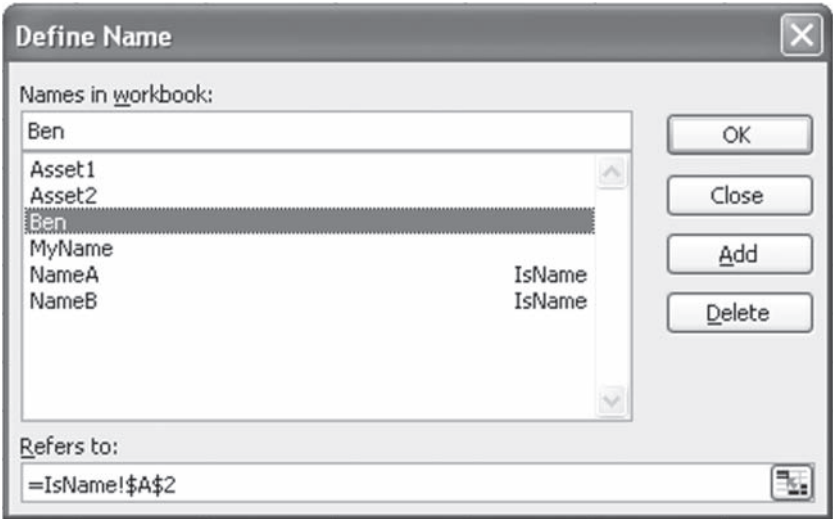 Define Name
Names in workbook:
Ben
OK
Asset1
Asset2
Close
Ben
MyName
Add
NameA IsName
NameB IsName
Delete
Refers to:
=IsName!$A$2